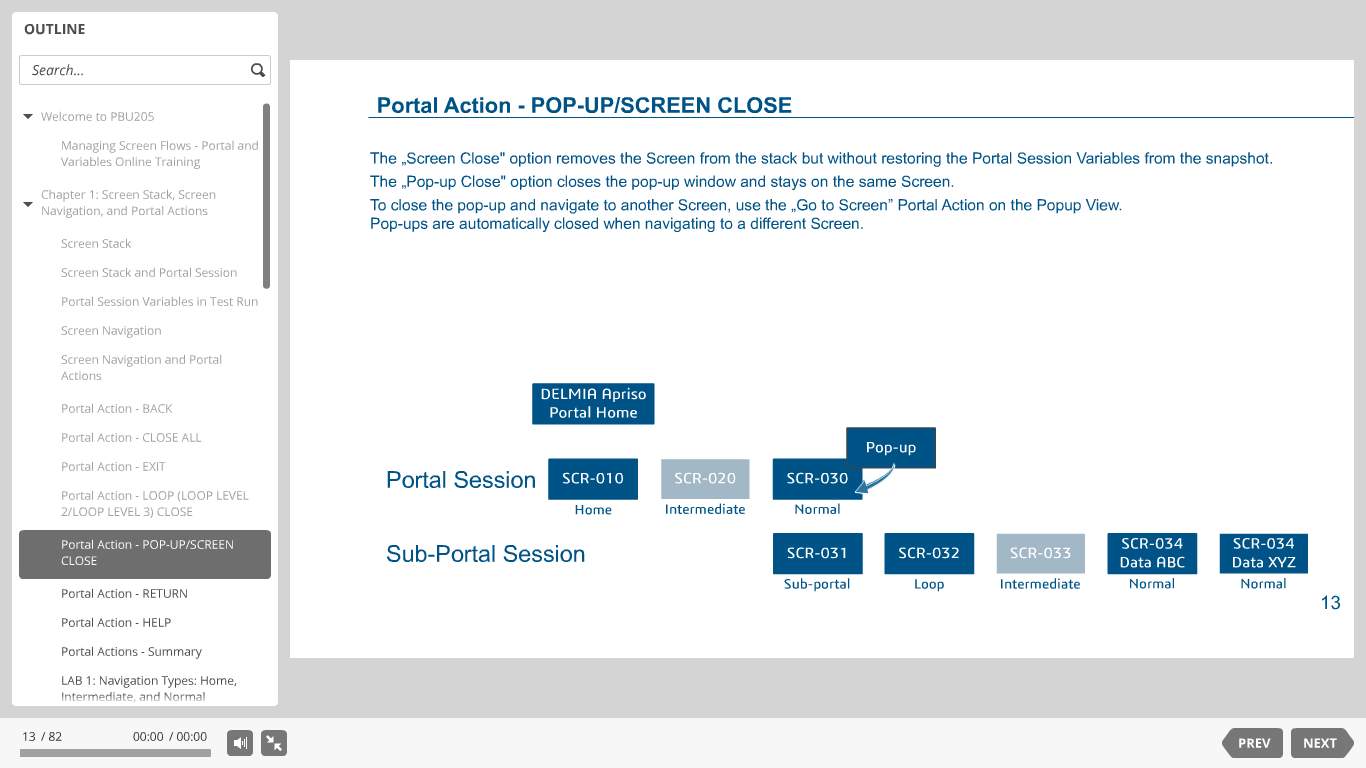 OUTLINE
Search...
Welcome to PBU205
Managing Screen Flows - Portal and
Variables Online Training
Chapter 1: Screen Stack, Screen
Navigation, and Portal Actions
Screen Stack
Screen Stack and Portal Session
Portal Session Variables in Test Run
Screen Navigation
Screen Navigation and Portal
Actions
Portal Action - BACK
Portal Action - CLOSE ALL
Portal Action - EXIT
Portal Action - LOOP (LOOP LEVEL
2/LOOP LEVEL 3) CLOSE
Portal Action - POP-UP/SCREEN
CLOSE
Portal Action - RETURN
Portal Action - HELP
Portal Actions - Summary
LAB 1: Navigation Types: Home,
Intermediate, and Normal
Portal Action - POP-UP/SCREEN CLOSE
The „Screen Close" option removes the Screen from the stack but without restoring the Portal Session Variables from the snapshot.
The „Pop-up Close" option closes the pop-up window and stays on the same Screen.
To close the pop-up and navigate to another Screen, use the „Go to Screen” Portal Action on the Popup View.
Pop-ups are automatically closed when navigating to a different Screen.
DELMIA Apriso
Portal Home
Pop-up
Portal Session
SCR-010
SCR-020
SCR-030
Home
Intermediate
Normal
Sub-Portal Session
SCR-031
SCR-032
SCR-033
SCR-034
Data ABC
SCR-034
Data XYZ
Sub-portal
Loop
Intermediate
Normal
Normal
13
13 / 82
00:00 / 00:00
PREV
NEXT